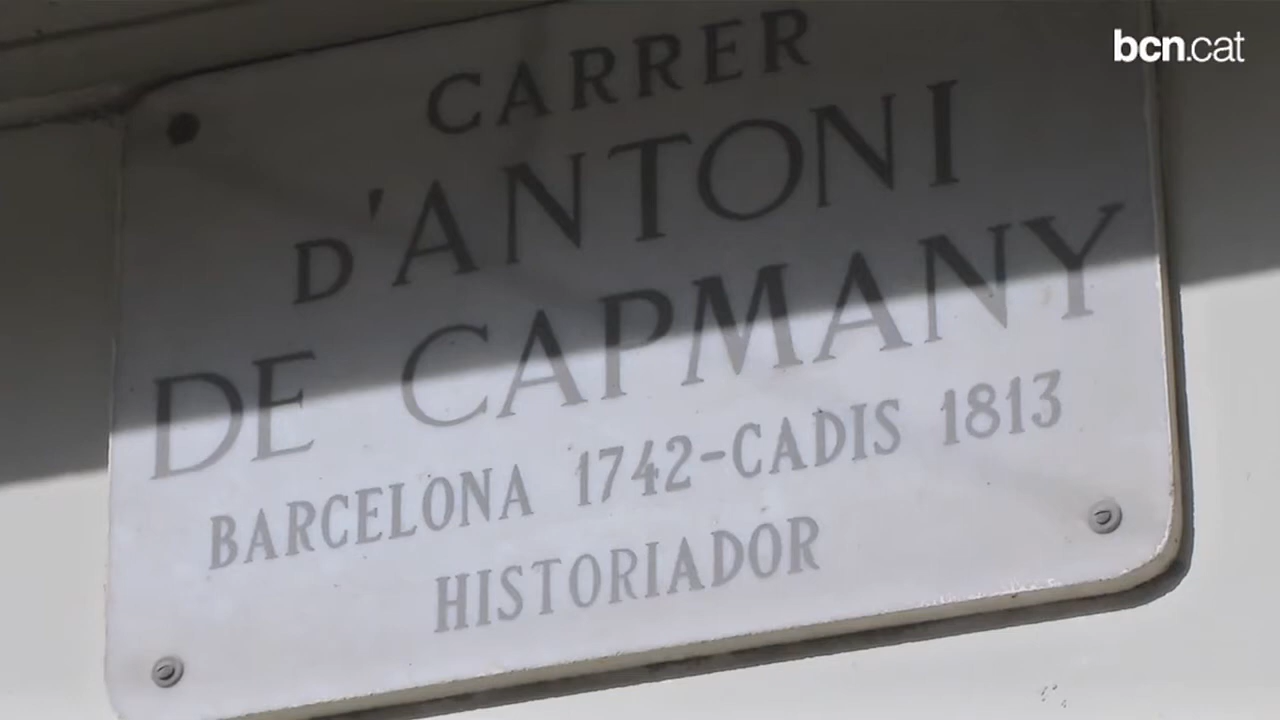 bcn.cat
CARRER
D'ANTONI
DE CAPMANY
BARCELONA 1742-CADIS 1813
HISTORIADOR